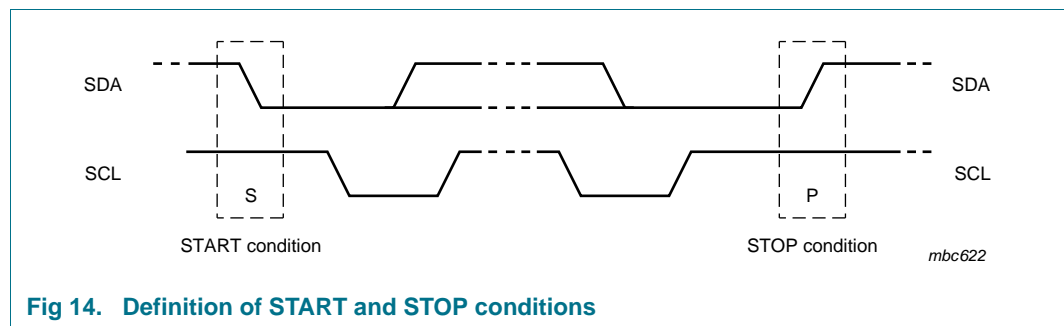 SDA
SDA
SCL
SCL
S
P
START condition
STOP condition
mbc622
Fig 14. Definition of START and STOP conditions